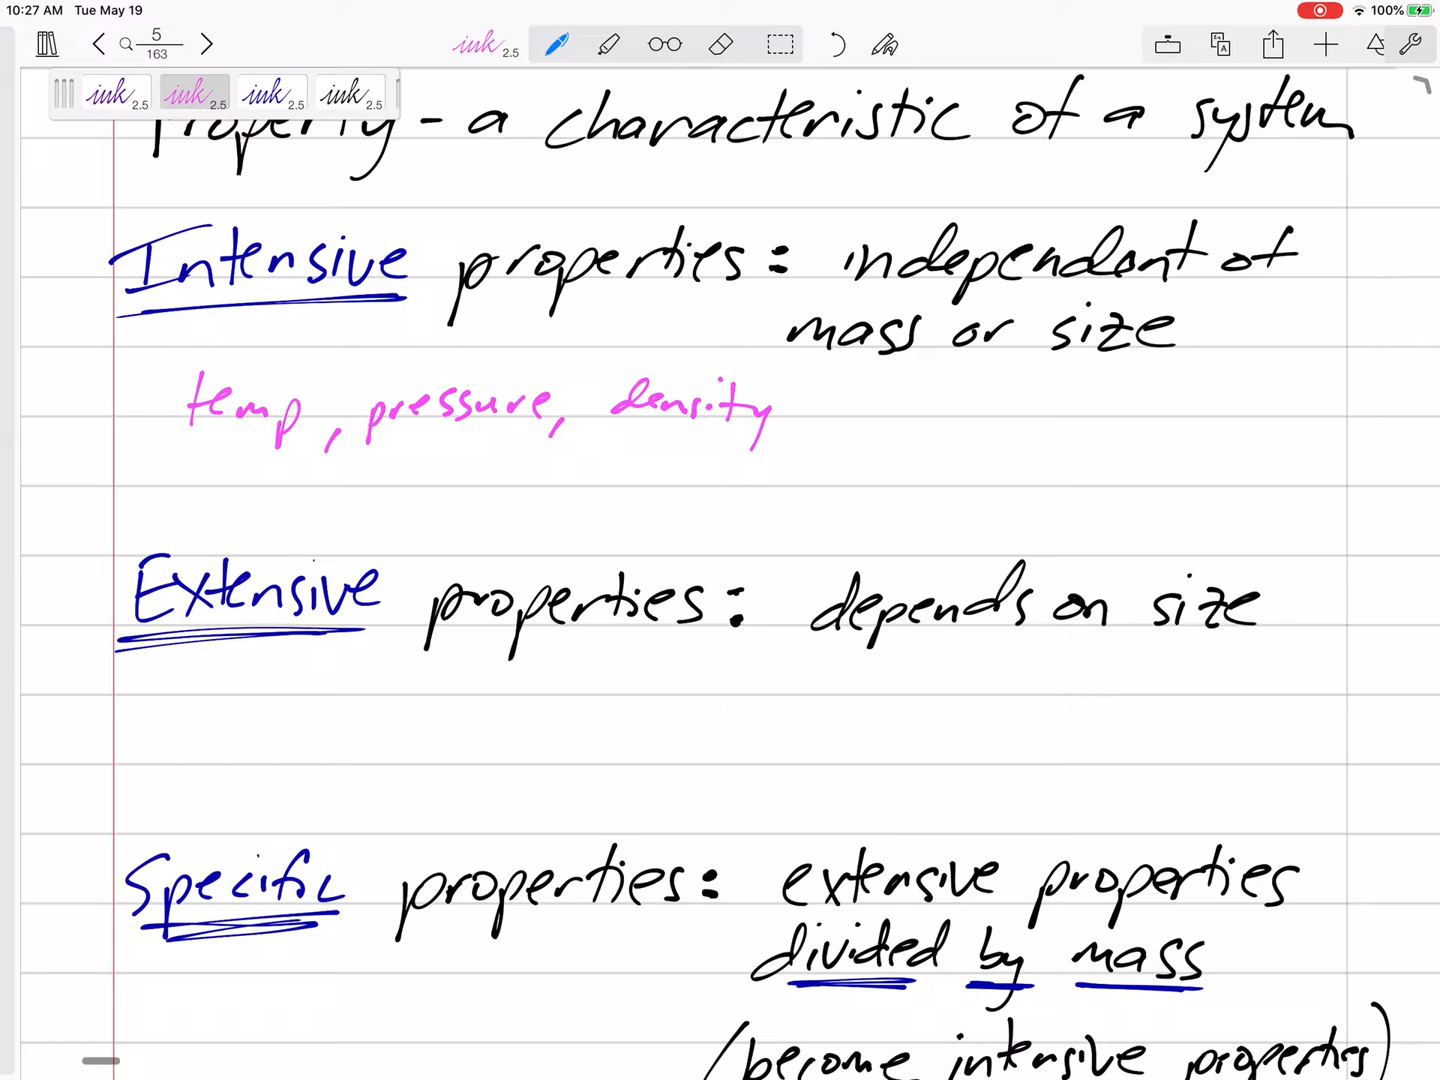 10:27 AM Tue May 19 100%
5
163
ink 2.5
ink 2.5 ink 2.5 ink 2.5 ink 2.5
Property - a characteristic of a system
Intensive properties: independent of
mass or size
temp, pressure, density
Extensive properties: depends on size
Specific properties: extensive properties
divided by mass
(become intensive properties)